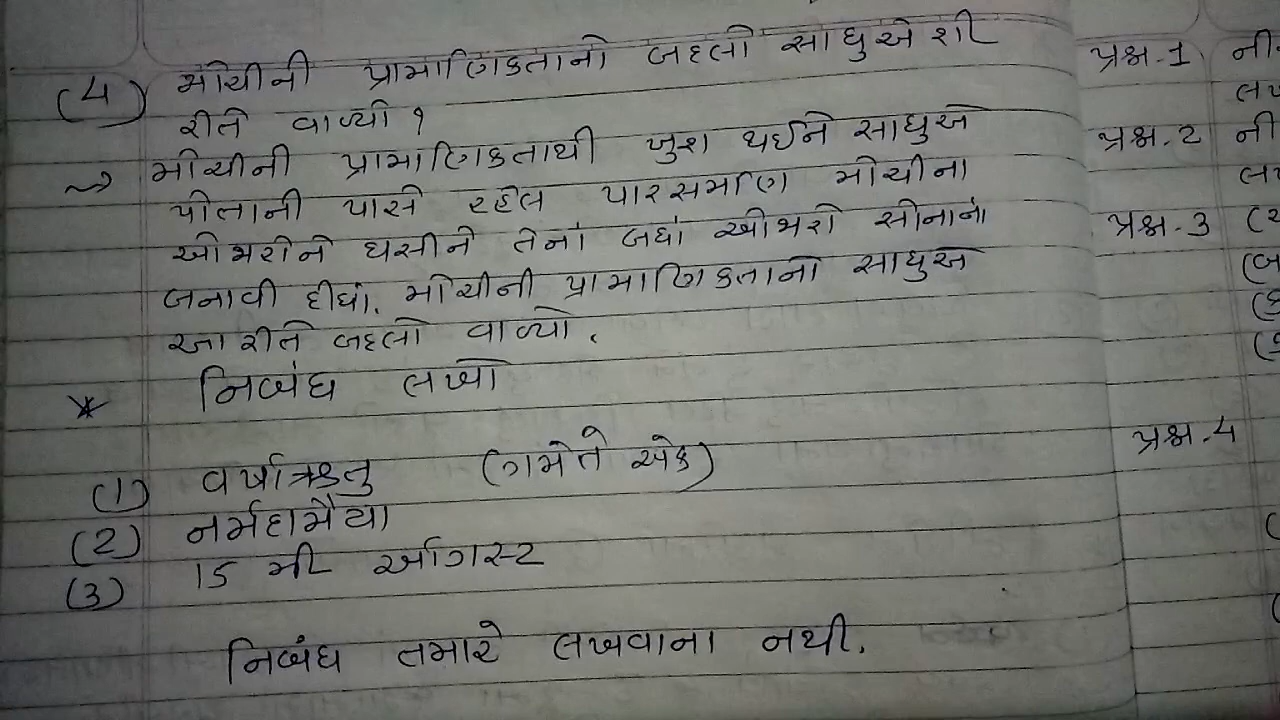 (4) મોચીની પ્રામાણિકતાનો બદલો સાધુએ શી
રીતે વાળ્યો ?
~> મોચીની પ્રામાણિકતાથી ખુશ થઈને સાધુએ
પોતાની પાસે રહેલ પારસમણિ મોચીના
ઓજારોને ઘસીને તેનાં બધાં ઓજારો સોનાનાં
બનાવી દીધાં. મોચીની પ્રામાણિકતાનો સાધુએ
આ રીતે બદલો વાળ્યો.
* નિબંધ લખો
(1) વર્ષાઋતુ (ગમેતે એક)
(2) નર્મદામૈયા
(3) 15 મી ઑગસ્ટ
નિબંધ તમારે લખવાના નથી.
પ્રશ્ન.1
પ્રશ્ન.2
પ્રશ્ન.3
પ્રશ્ન.4